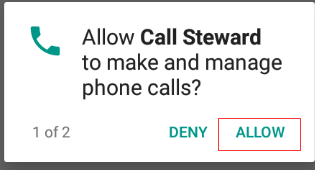 Allow Call Steward
to make and manage
phone calls?
1 of 2 DENY ALLOW